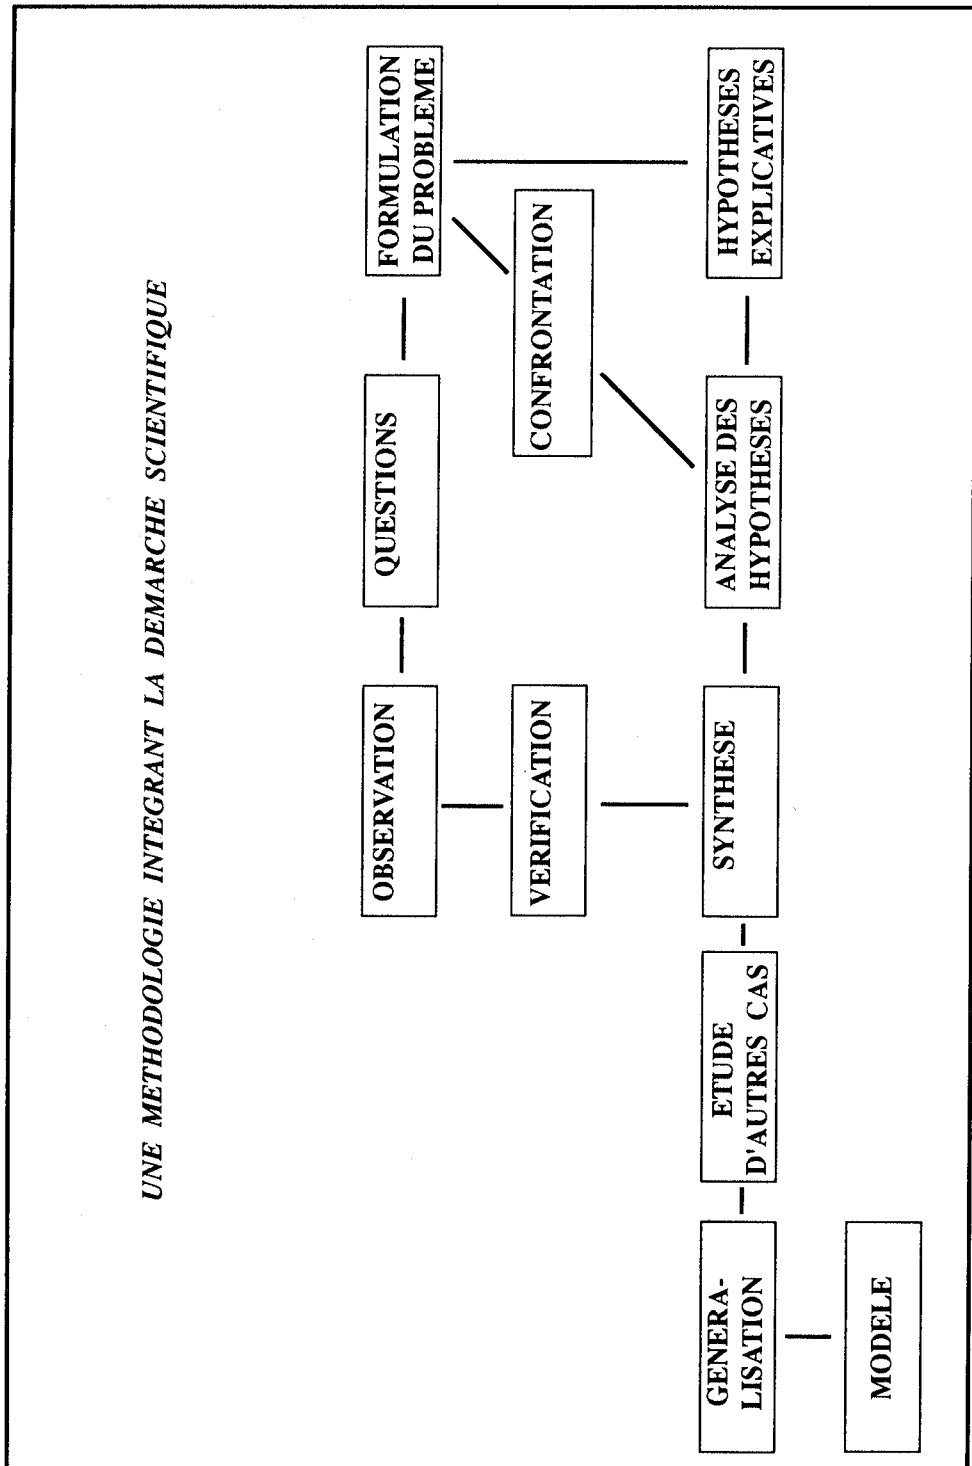 UNE METHODOLOGIE INTEGRANT LA DEMARCHE SCIENTIFIQUE
OBSERVATION
QUESTIONS
FORMULATION
DU PROBLEME
VERIFICATION
CONFRONTATION
GENERA-
LISATION
ETUDE
D'AUTRES CAS
SYNTHESE
ANALYSE DES
HYPOTHESES
HYPOTHESES
EXPLICATIVES
MODELE